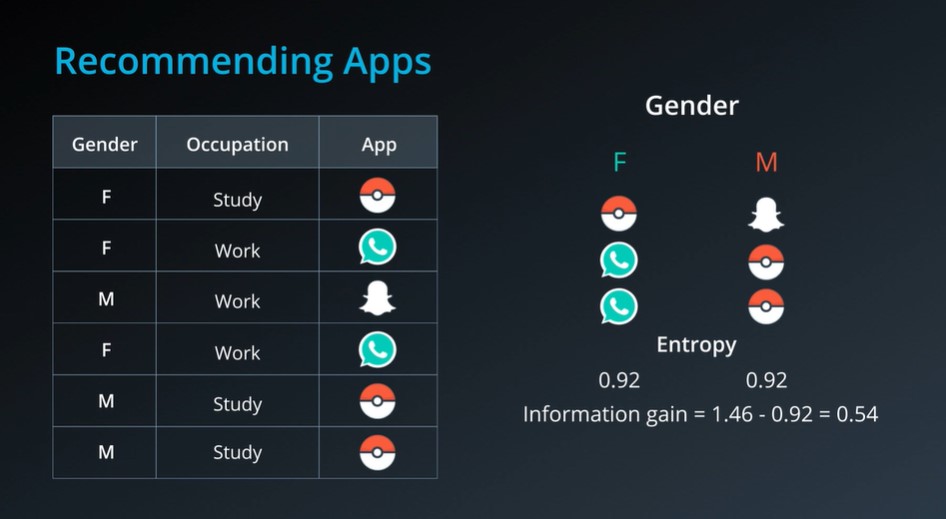 Recommending Apps
Gender Occupation App
F Study
F Work
M Work
F Work
M Study
M Study
Gender
F M
Entropy
0.92 0.92
Information gain = 1.46 - 0.92 = 0.54